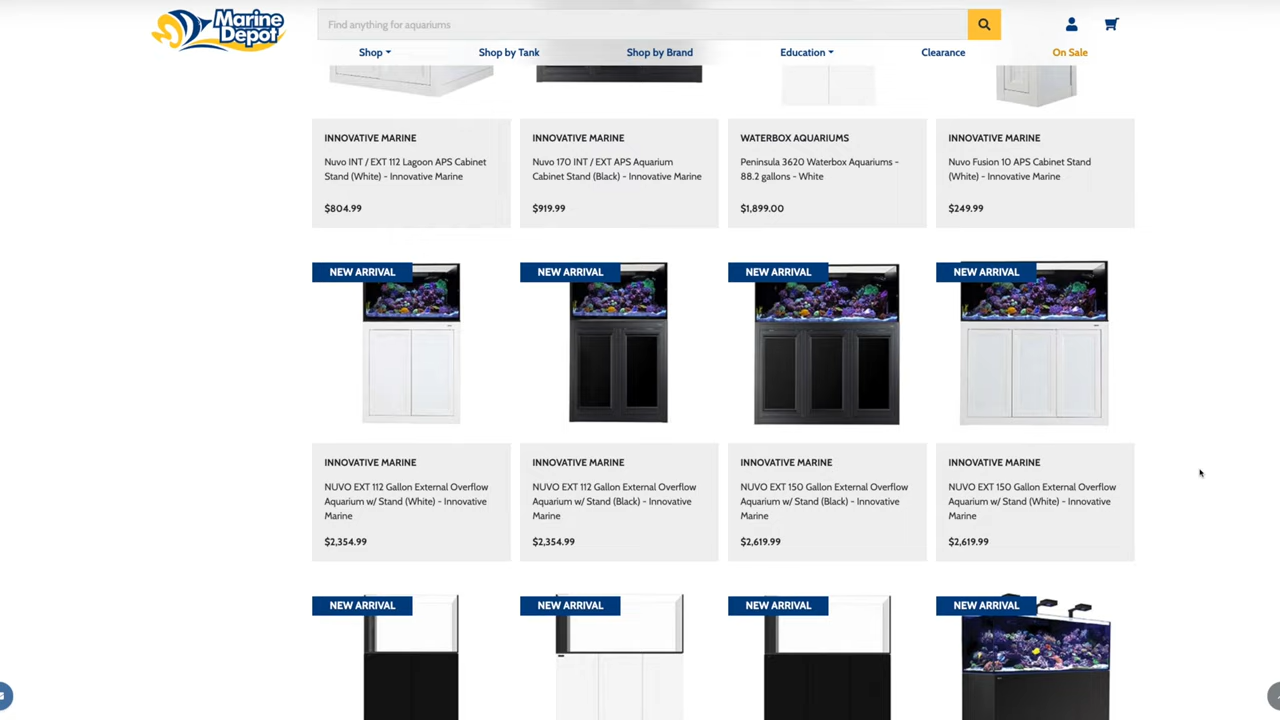 Marine
Depot
Find anything for aquariums
Shop
Shop by Tank
Shop by Brand
Education
Clearance
On Sale
INNOVATIVE MARINE
Nuvo INT / EXT 112 Lagoon APS Cabinet
Stand (White) - Innovative Marine
$804.99
INNOVATIVE MARINE
Nuvo 170 INT / EXT APS Aquarium
Cabinet Stand (Black) - Innovative Marine
$919.99
WATERBOX AQUARIUMS
Peninsula 3620 Waterbox Aquariums -
88.2 gallons - White
$1,899.00
INNOVATIVE MARINE
Nuvo Fusion 10 APS Cabinet Stand
(White) - Innovative Marine
$249.99
NEW ARRIVAL
INNOVATIVE MARINE
NUVO EXT 112 Gallon External Overflow
Aquarium w/ Stand (White) - Innovative
Marine
$2,354.99
NEW ARRIVAL
INNOVATIVE MARINE
NUVO EXT 112 Gallon External Overflow
Aquarium w/ Stand (Black) - Innovative
Marine
$2,354.99
NEW ARRIVAL
INNOVATIVE MARINE
NUVO EXT 150 Gallon External Overflow
Aquarium w/ Stand (Black) - Innovative
Marine
$2,619.99
NEW ARRIVAL
INNOVATIVE MARINE
NUVO EXT 150 Gallon External Overflow
Aquarium w/ Stand (White) - Innovative
Marine
$2,619.99
NEW ARRIVAL
NEW ARRIVAL
NEW ARRIVAL
NEW ARRIVAL